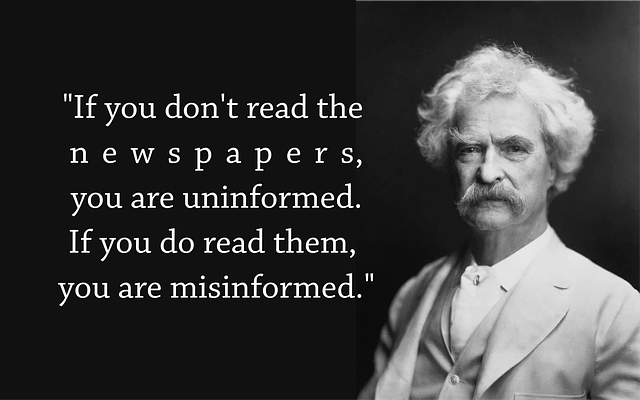 "If you don't read the
n e w s p a p e r s,
you are uninformed.
If you do read them,
you are misinformed."